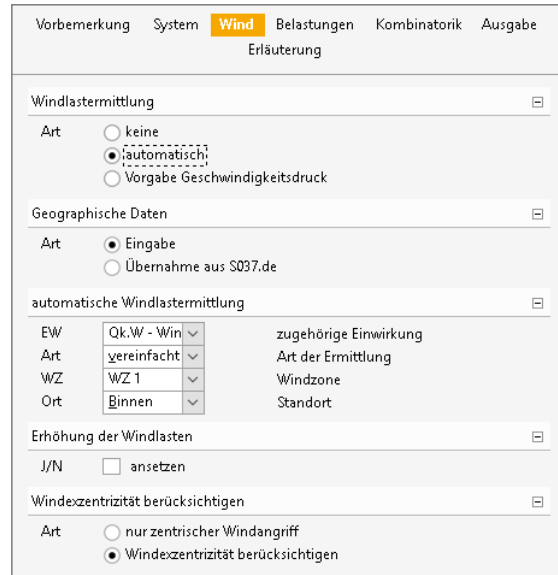 Vorbemerkung System Wind Belastungen Kombinatorik Ausgabe
Erläuterung
Windlastermittlung
Art keine
automatisch
Vorgabe Geschwindigkeitsdruck
Geographische Daten
Art Eingabe
Übernahme aus S037.de
automatische Windlastermittlung
EW Qk.W - Win zugehörige Einwirkung
Art vereinfacht Art der Ermittlung
WZ WZ 1 Windzone
Ort Binnen Standort
Erhöhung der Windlasten
J/N ansetzen
Windexzentrizität berücksichtigen
Art nur zentrischer Windangriff
Windexzentrizität berücksichtigen